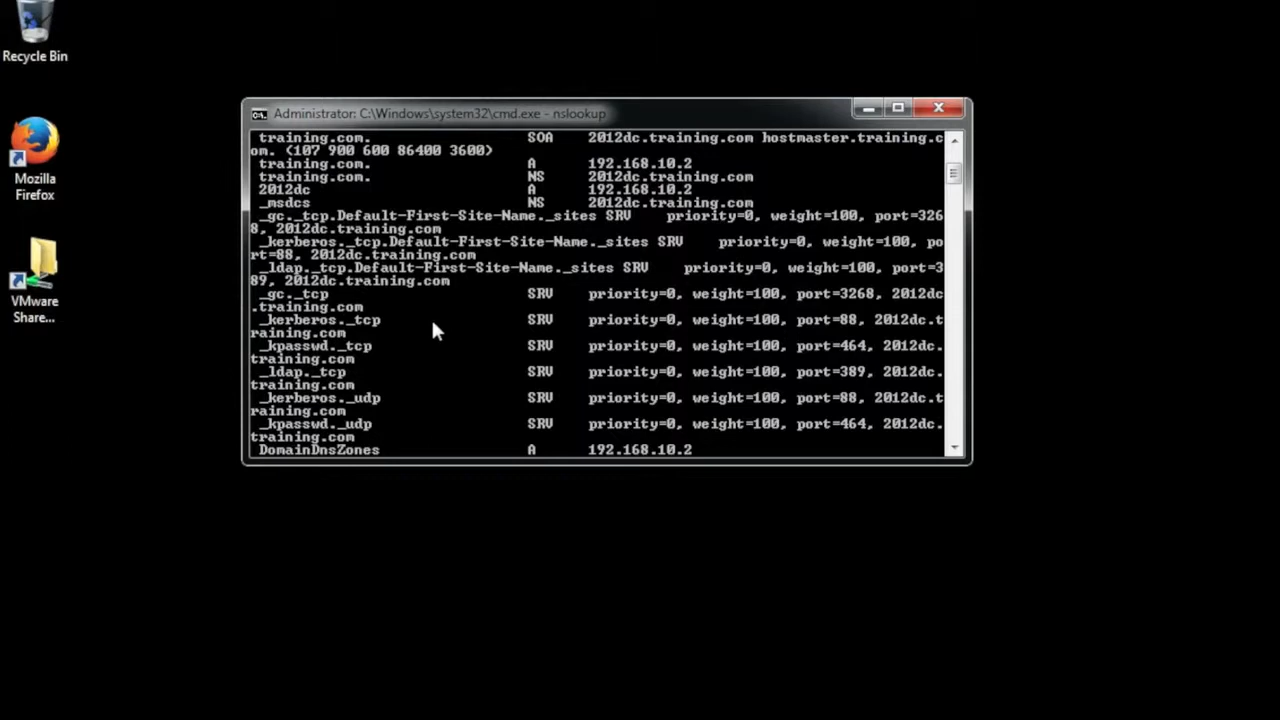 Recycle Bin
Mozilla
Firefox
VMware
Share...
Administrator: C:\Windows\system32\cmd.exe - nslookup
training.com. SOA 2012dc.training.com hostmaster.training.c
om. (107 900 600 86400 3600)
training.com. A 192.168.10.2
training.com. NS 2012dc.training.com
2012dc A 192.168.10.2
_msdcs NS 2012dc.training.com
_gc._tcp.Default-First-Site-Name._sites SRV priority=0, weight=100, port=326
8, 2012dc.training.com
_kerberos._tcp.Default-First-Site-Name._sites SRV priority=0, weight=100, po
rt=88, 2012dc.training.com
_ldap._tcp.Default-First-Site-Name._sites SRV priority=0, weight=100, port=3
89, 2012dc.training.com
_gc._tcp SRV priority=0, weight=100, port=3268, 2012dc
.training.com
_kerberos._tcp SRV priority=0, weight=100, port=88, 2012dc.t
raining.com
_kpasswd._tcp SRV priority=0, weight=100, port=464, 2012dc.
training.com
_ldap._tcp SRV priority=0, weight=100, port=389, 2012dc.
training.com
_kerberos._udp SRV priority=0, weight=100, port=88, 2012dc.t
raining.com
_kpasswd._udp SRV priority=0, weight=100, port=464, 2012dc.
training.com
DomainDnsZones A 192.168.10.2